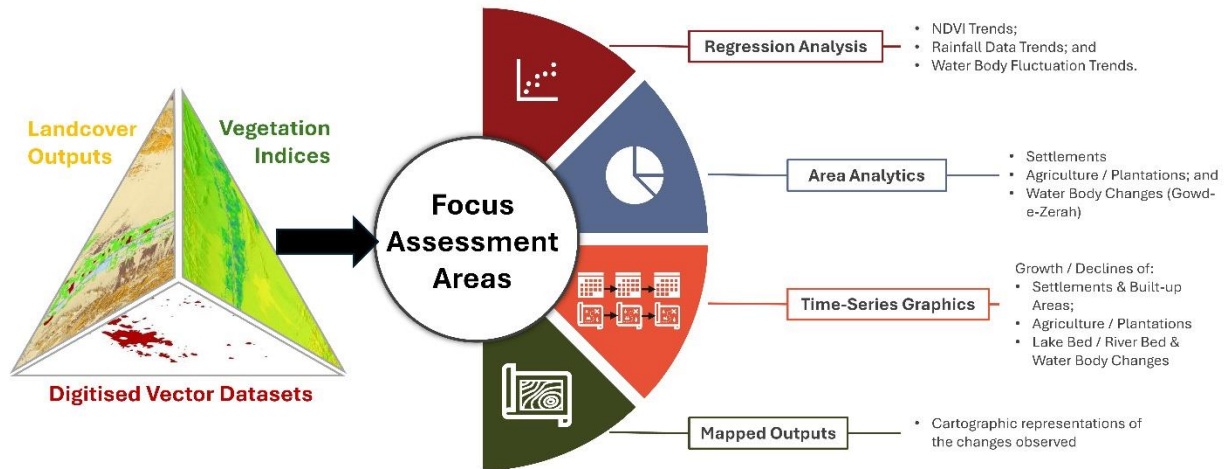 Landcover
Outputs
Vegetation
Indices
Digitised Vector Datasets
Focus
Assessment
Areas
Regression Analysis
• NDVI Trends;
• Rainfall Data Trends; and
• Water Body Fluctuation Trends.
Area Analytics
• Settlements
• Agriculture / Plantations; and
• Water Body Changes (Gowd-
e-Zerah)
Time-Series Graphics
Growth / Declines of:
• Settlements & Built-up
Areas;
• Agriculture / Plantations
• Lake Bed / River Bed &
Water Body Changes
Mapped Outputs
• Cartographic representations of
the changes observed